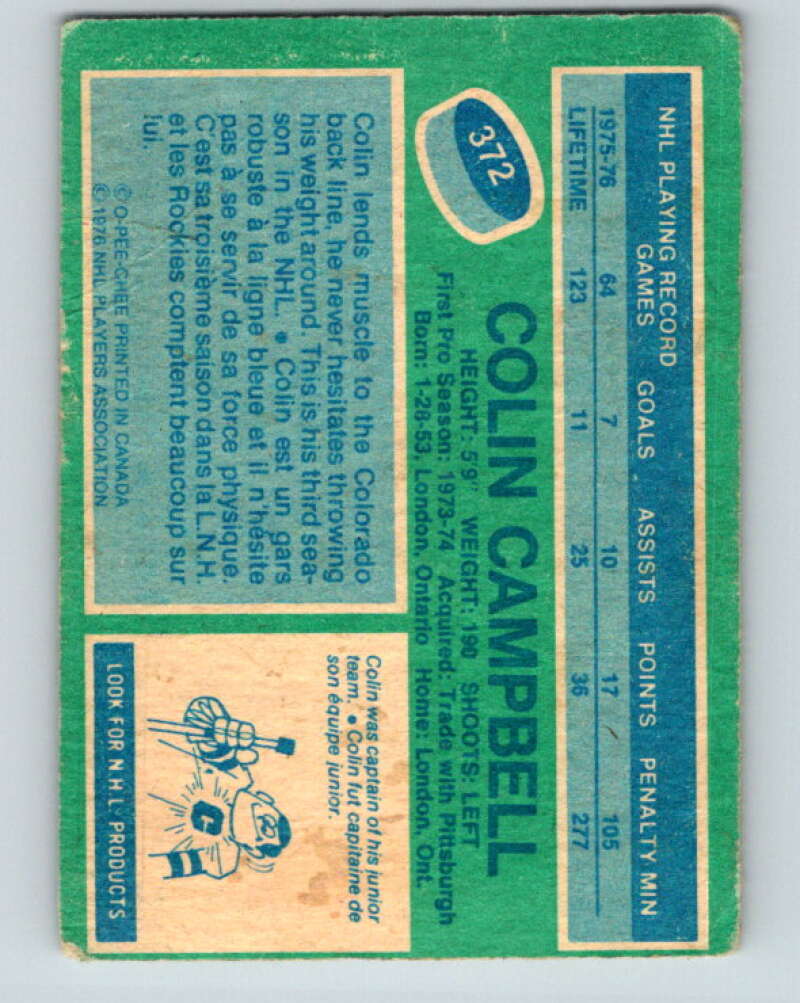 NHL PLAYING RECORD
GAMES GOALS ASSISTS POINTS PENALTY MIN
1975-76 64 7 10 17 105
LIFETIME 123 11 25 36 277
372
COLIN CAMPBELL
HEIGHT: 5'9" WEIGHT: 190 SHOOTS: LEFT
First Pro Season: 1973-74 Acquired: Trade with Pittsburgh
Born: 1-28-53, London, Ontario Home: London, Ont.
Colin lends muscle to the Colorado
back line, he never hesitates throwing
his weight around. This is his third sea-
son in the NHL. • Colin est un gars
robuste à la ligne bleue et il n'hésite
pas à se servir de sa force physique.
C'est sa troisième saison dans la L.N.H.
et les Rockies comptent beaucoup sur
lui.
© O-PEE-CHEE PRINTED IN CANADA
© 1976 NHL PLAYERS ASSOCIATION
Colin was captain of his junior
team. • Colin fut capitaine de
son équipe junior.
C
LOOK FOR N.H.L. PRODUCTS